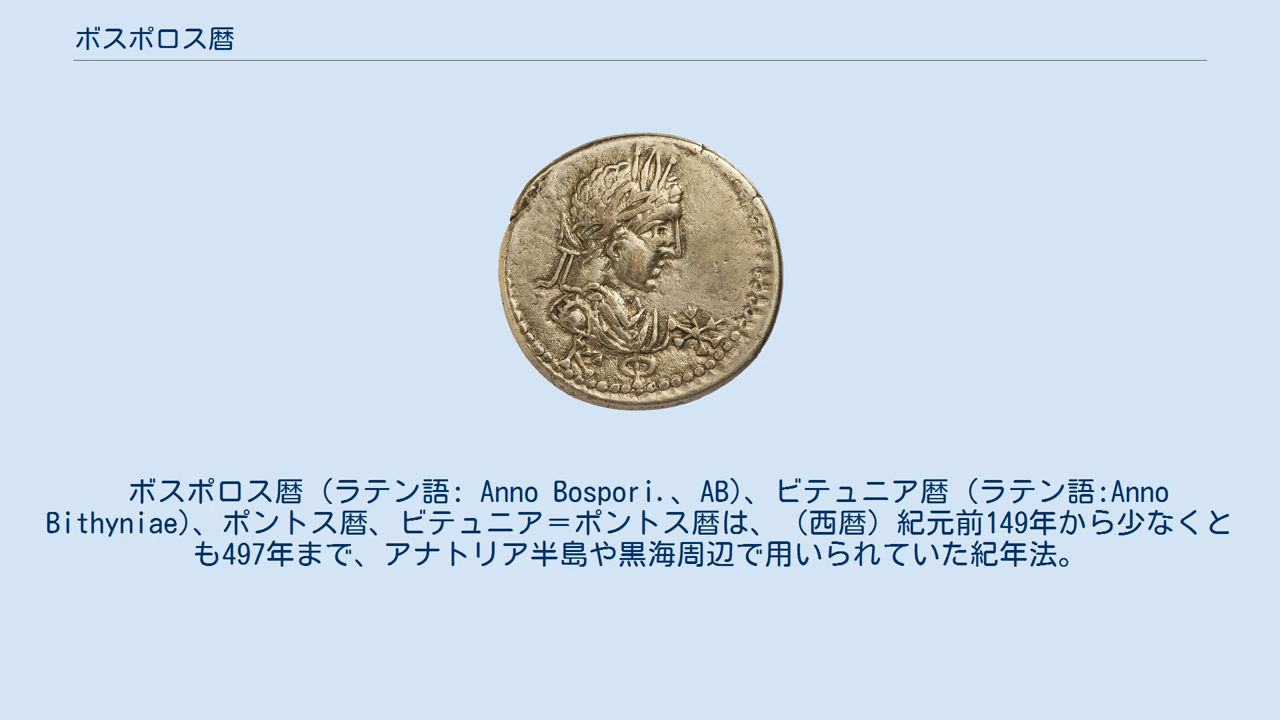 ボスポロス暦
ボスポロス暦（ラテン語: Anno Bospori.、AB）、ビテュニア暦（ラテン語:Anno
Bithyniae）、ポントス暦、ビテュニア＝ポントス暦は、（西暦）紀元前149年から少なくと
も497年まで、アナトリア半島や黒海周辺で用いられていた紀年法。